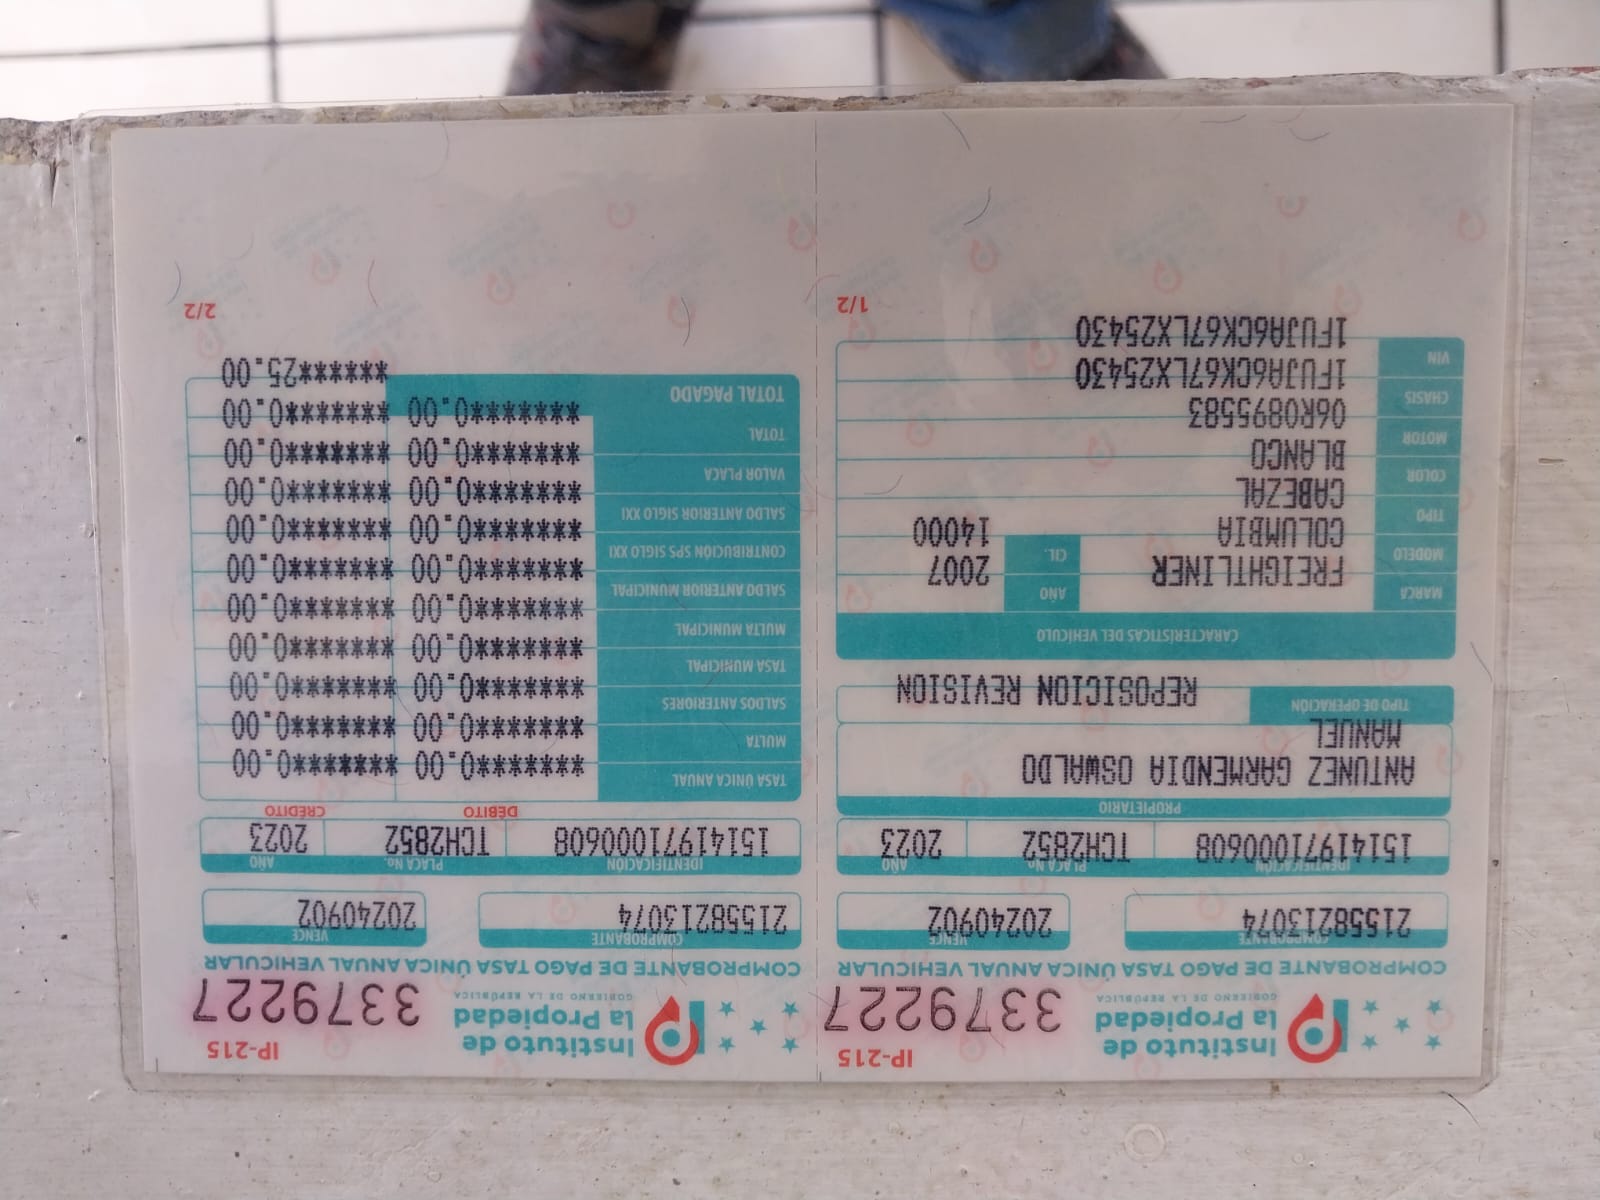 IP-215
Instituto de
la Propiedad
GOBIERNO DE LA REPÚBLICA
3379227
COMPROBANTE DE PAGO TASA ÚNICA ANUAL VEHICULAR
COMPROBANTE VENCE
21558213074 20240902
IDENTIFICACIÓN PLACA No. AÑO
15141971000608 TCH2852 2023
PROPIETARIO
ANTUNEZ GARMENDIA OSWALDO
MANUEL
TIPO DE OPERACIÓN REPOSICION REVISION
CARACTERÍSTICAS DEL VEHÍCULO
MARCA FREIGHTLINER AÑO 2007
MODELO COLUMBIA CIL. 14000
TIPO CABEZAL
COLOR BLANCO
MOTOR 06R0895583
CHASIS 1FUJA6CK67LX25430
VIN 1FUJA6CK67LX25430
1/2
IP-215
Instituto de
la Propiedad
GOBIERNO DE LA REPÚBLICA
3379227
COMPROBANTE DE PAGO TASA ÚNICA ANUAL VEHICULAR
COMPROBANTE VENCE
21558213074 20240902
IDENTIFICACIÓN PLACA No. AÑO
15141971000608 TCH2852 2023
DÉBITO CRÉDITO
TASA ÚNICA ANUAL *******0.00 *******0.00
MULTA *******0.00 *******0.00
SALDOS ANTERIORES *******0.00 *******0.00
TASA MUNICIPAL *******0.00 *******0.00
MULTA MUNICIPAL *******0.00 *******0.00
SALDO ANTERIOR MUNICIPAL *******0.00 *******0.00
CONTRIBUCIÓN SPS SIGLO XXI *******0.00 *******0.00
SALDO ANTERIOR SIGLO XXI *******0.00 *******0.00
VALOR PLACA *******0.00 *******0.00
TOTAL *******0.00 *******0.00
TOTAL PAGADO ******25.00
2/2